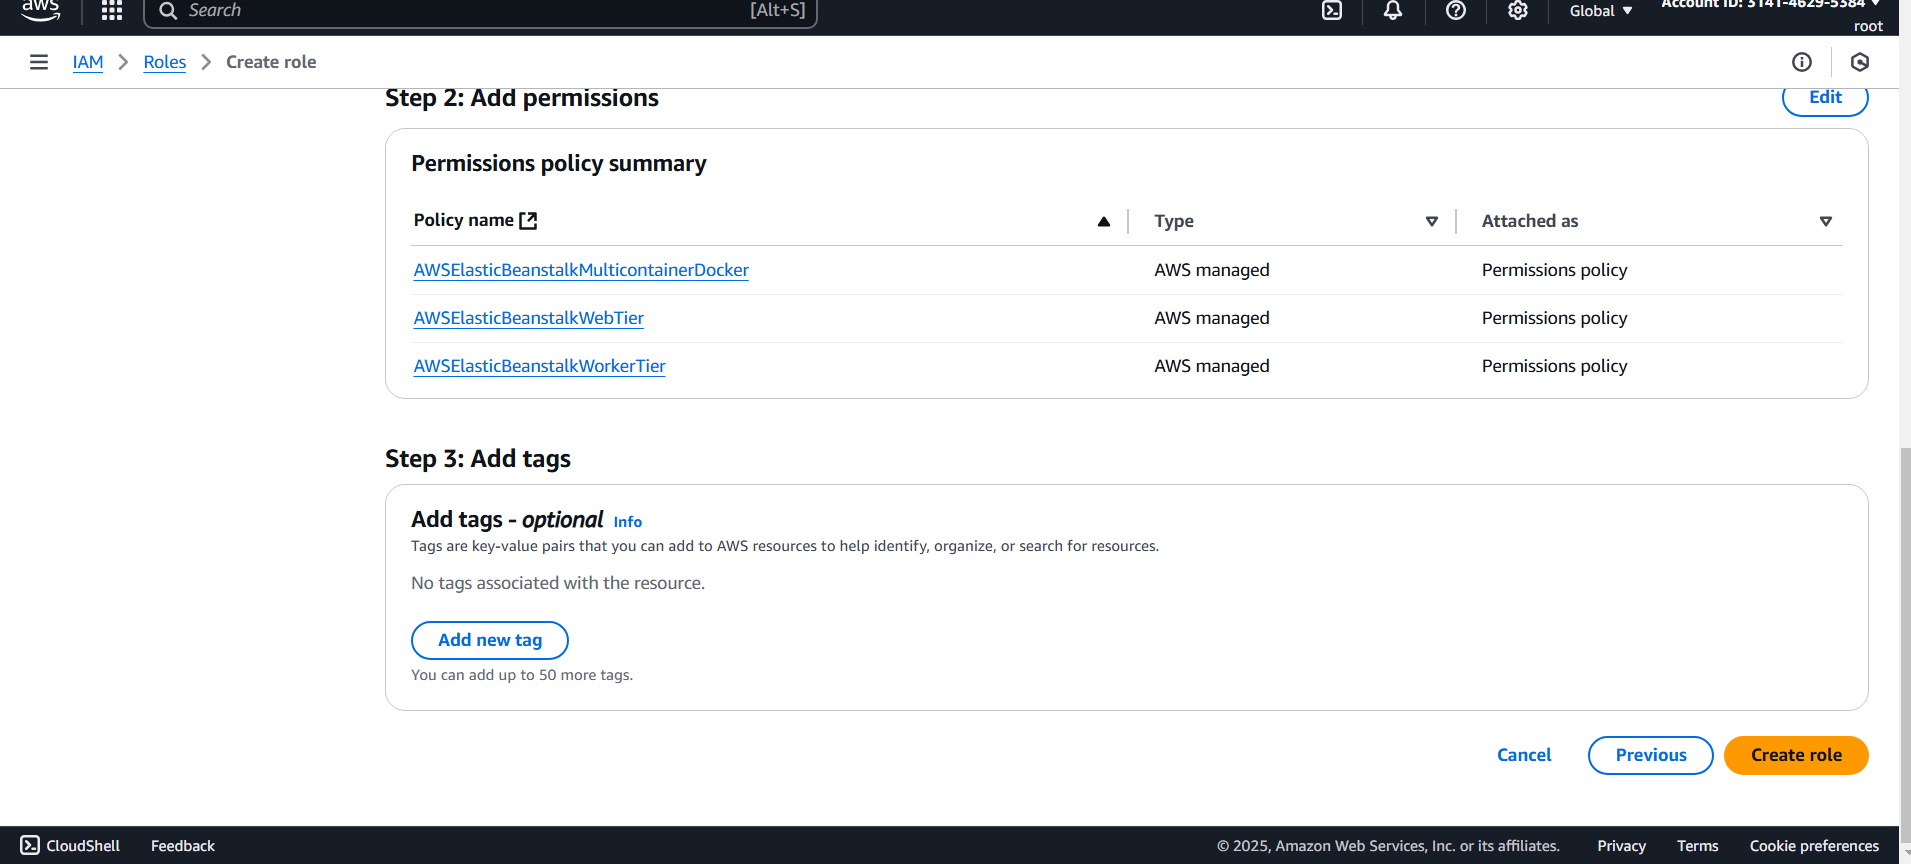 aws
Search [Alt+S]
Global
Account ID: 3141-4629-5384
root
IAM > Roles > Create role
Step 2: Add permissions
Edit
Permissions policy summary
Policy name Type Attached as
AWSElasticBeanstalkMulticontainerDocker AWS managed Permissions policy
AWSElasticBeanstalkWebTier AWS managed Permissions policy
AWSElasticBeanstalkWorkerTier AWS managed Permissions policy
Step 3: Add tags
Add tags - optional Info
Tags are key-value pairs that you can add to AWS resources to help identify, organize, or search for resources.
No tags associated with the resource.
Add new tag
You can add up to 50 more tags.
Cancel Previous Create role
CloudShell Feedback © 2025, Amazon Web Services, Inc. or its affiliates. Privacy Terms Cookie preferences